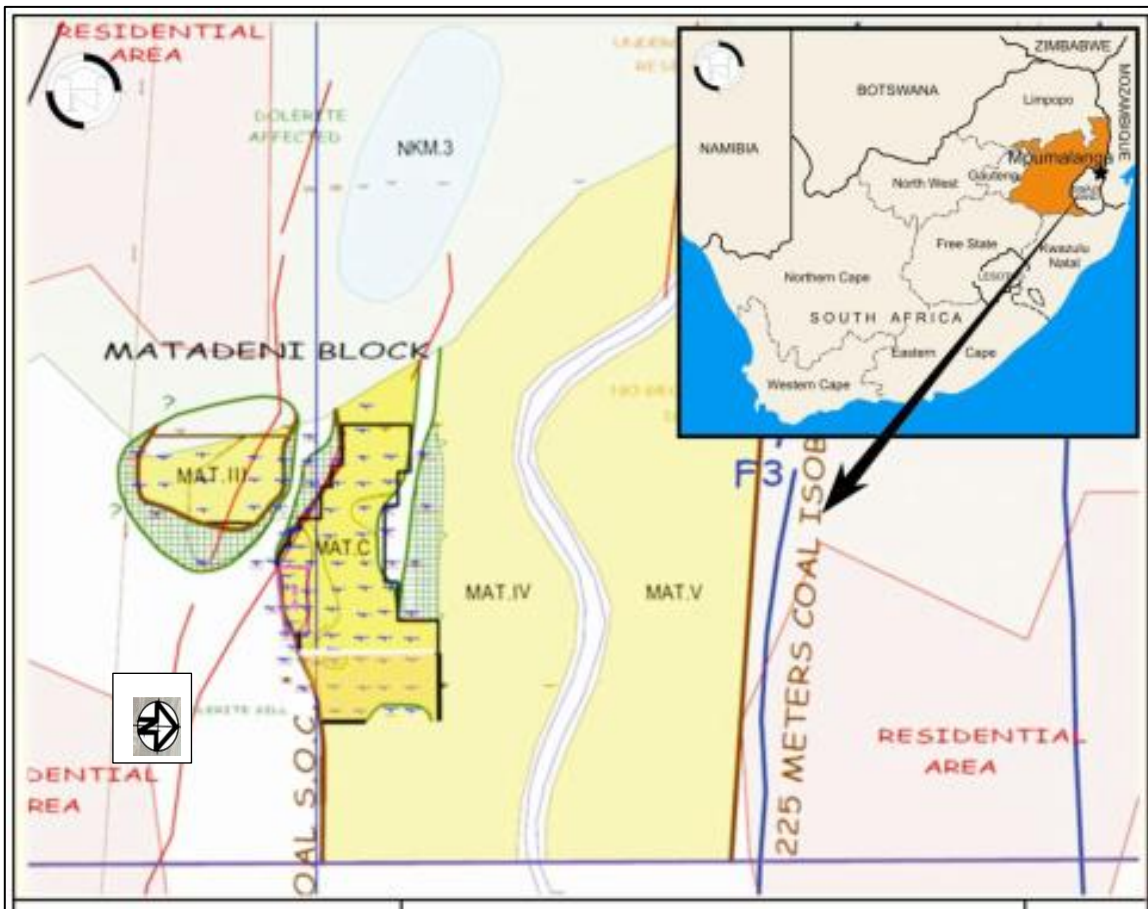 RESIDENTIAL
AREA
DOLERITE
AFFECTED
NKM.3
MATADENI BLOCK
?
MAT.III
?
MAT.C
MAT.IV
MAT.V
F3
225 METERS COAL ISOB
OAL S.O.C.
RESIDENTIAL
AREA
DENTIAL
REA
N
ZIMBABWE
BOTSWANA
MOZAMBIQUE
Limpopo
NAMIBIA
Mpumalanga
Gauteng
North West
Free State
Kwazulu
Natal
Northern Cape
LESOT
SOUTH AFRICA
Eastern Cape
Western Cape